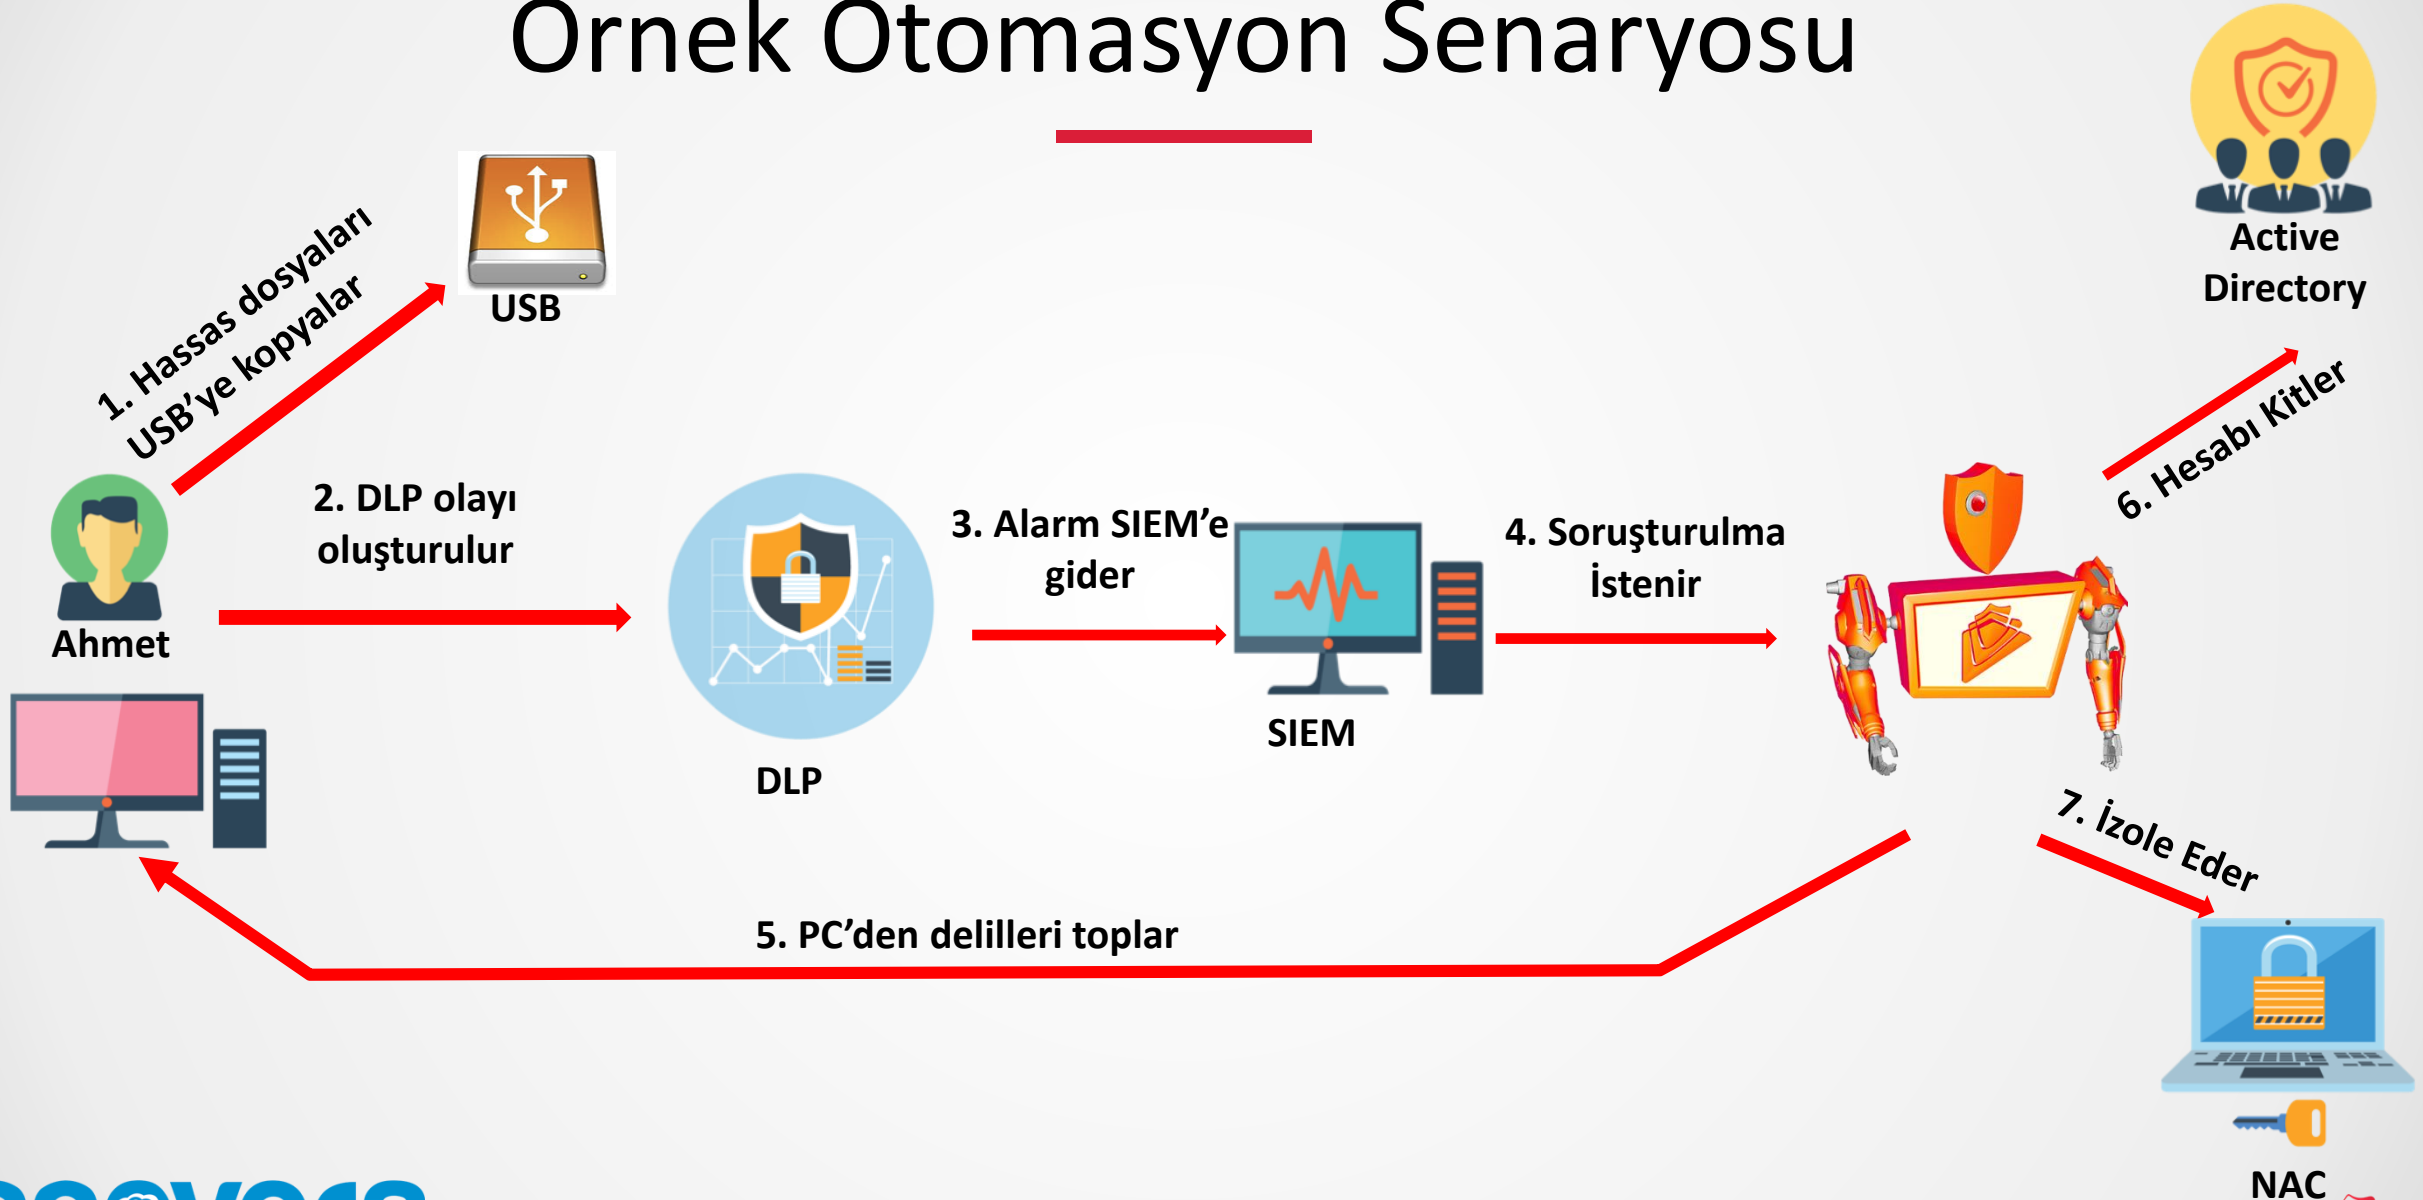 Örnek Otomasyon Senaryosu
1. Hassas dosyaları
USB'ye kopyalar
USB
Active
Directory
6. Hesabı Kitler
2. DLP olayı
oluşturulur
3. Alarm SIEM'e
gider
4. Soruşturulma
İstenir
Ahmet
DLP
SIEM
7. İzole Eder
5. PC'den delilleri toplar
NAC